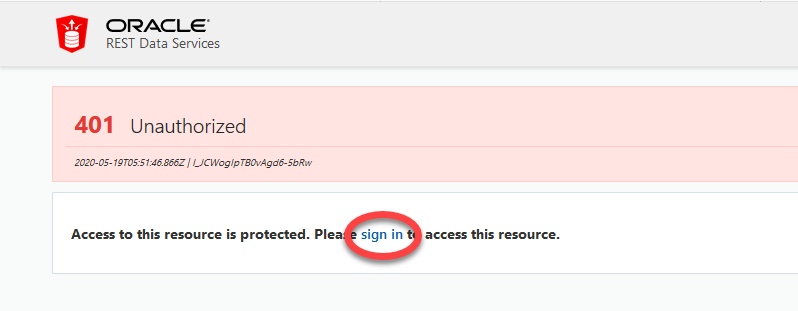 ORACLE
REST Data Services
401 Unauthorized
2020-05-19T05:51:46.866Z | I_JCWogIpTB0vAgd6-5bRw
Access to this resource is protected. Please sign in to access this resource.